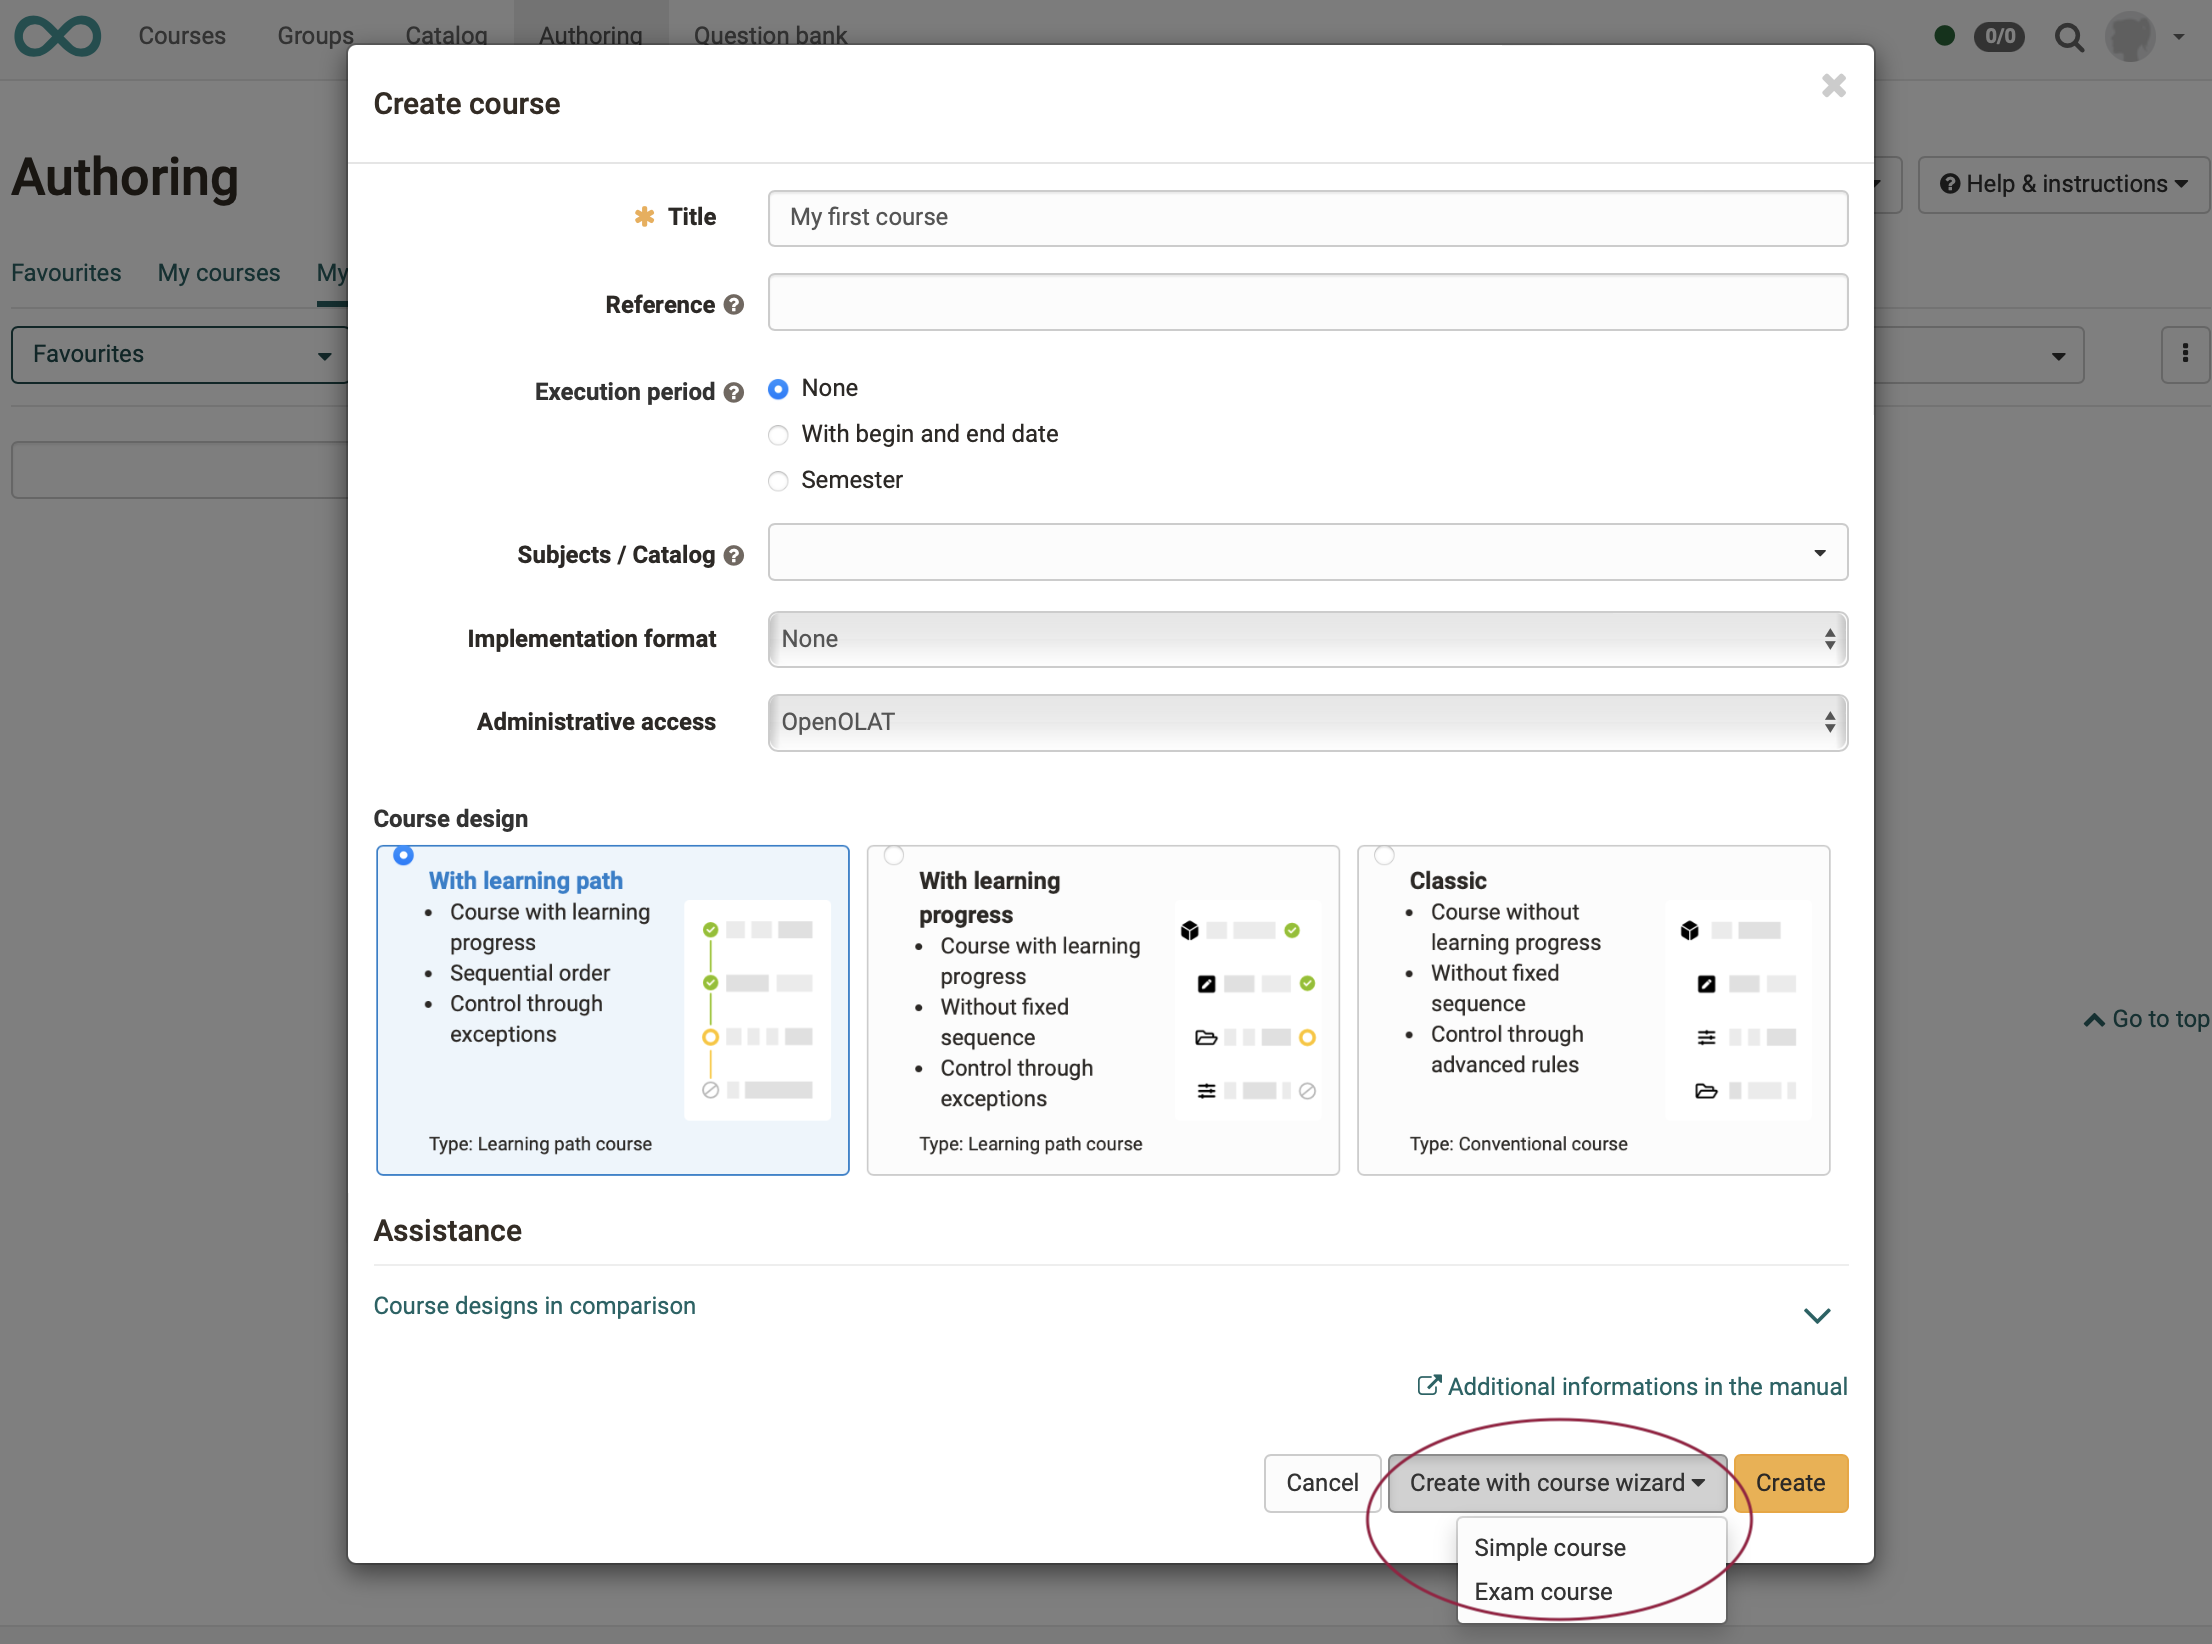 Courses Groups Catalog Authoring Question bank 0/0
Create course
Authoring
Help & instructions
Title My first course
Favourites My courses My
Reference
Favourites
Execution period None
With begin and end date
Semester
Subjects / Catalog
Implementation format None
Administrative access OpenOLAT
Course design
With learning path
• Course with learning
progress
• Sequential order
• Control through
exceptions
Type: Learning path course
With learning
progress
• Course with learning
progress
• Without fixed
sequence
• Control through
exceptions
Type: Learning path course
Classic
• Course without
learning progress
• Without fixed
sequence
• Control through
advanced rules
Type: Conventional course
Go to top
Assistance
Course designs in comparison
Additional informations in the manual
Cancel Create with course wizard Create
Simple course
Exam course